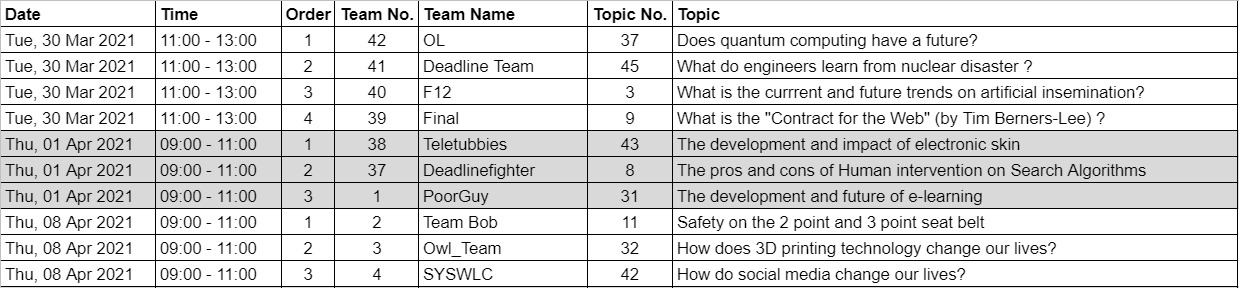 Date Time Order Team No. Team Name Topic No. Topic
Tue, 30 Mar 2021 11:00 - 13:00 1 42 OL 37 Does quantum computing have a future?
Tue, 30 Mar 2021 11:00 - 13:00 2 41 Deadline Team 45 What do engineers learn from nuclear disaster ?
Tue, 30 Mar 2021 11:00 - 13:00 3 40 F12 3 What is the currrent and future trends on artificial insemination?
Tue, 30 Mar 2021 11:00 - 13:00 4 39 Final 9 What is the "Contract for the Web" (by Tim Berners-Lee) ?
Thu, 01 Apr 2021 09:00 - 11:00 1 38 Teletubbies 43 The development and impact of electronic skin
Thu, 01 Apr 2021 09:00 - 11:00 2 37 Deadlinefighter 8 The pros and cons of Human intervention on Search Algorithms
Thu, 01 Apr 2021 09:00 - 11:00 3 1 PoorGuy 31 The development and future of e-learning
Thu, 08 Apr 2021 09:00 - 11:00 1 2 Team Bob 11 Safety on the 2 point and 3 point seat belt
Thu, 08 Apr 2021 09:00 - 11:00 2 3 Owl_Team 32 How does 3D printing technology change our lives?
Thu, 08 Apr 2021 09:00 - 11:00 3 4 SYSWLC 42 How do social media change our lives?